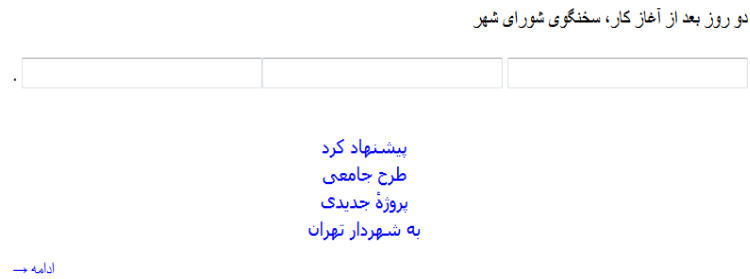 دو روز بعد از آغاز کار، سخنگوی شورای شهر
.
پیشنهاد کرد
طرح جامعی
پروژهٔ جدیدی
به شهردار تهران
ادامه →